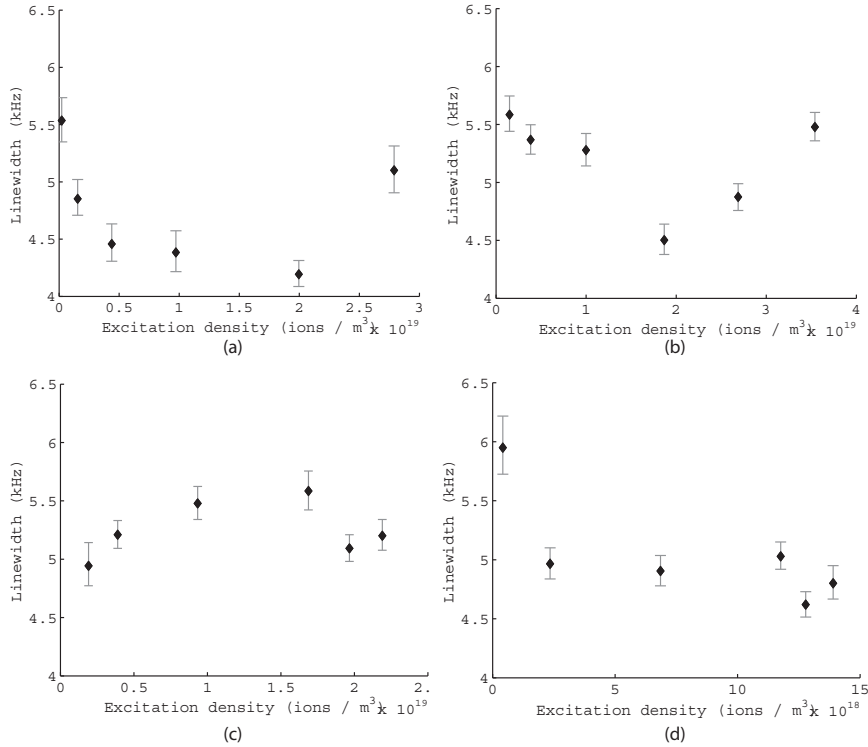 6.5
6
5.5
5
4.5
4
Linewidth (kHz)
0 0.5 1 1.5 2 2.5 3
Excitation density (ions / m³ x 10¹⁹
(a)
6.5
6
5.5
5
4.5
4
Linewidth (kHz)
0 1 2 3 4
Excitation density (ions / m³ x 10¹⁹
(b)
6.5
6
5.5
5
4.5
4
Linewidth (kHz)
0 0.5 1 1.5 2 2.
Excitation density (ions / m³ x 10¹⁹
(c)
6.5
6
5.5
5
4.5
4
Linewidth (kHz)
0 5 10 15
Excitation density (ions / m³ x 10¹⁸
(d)